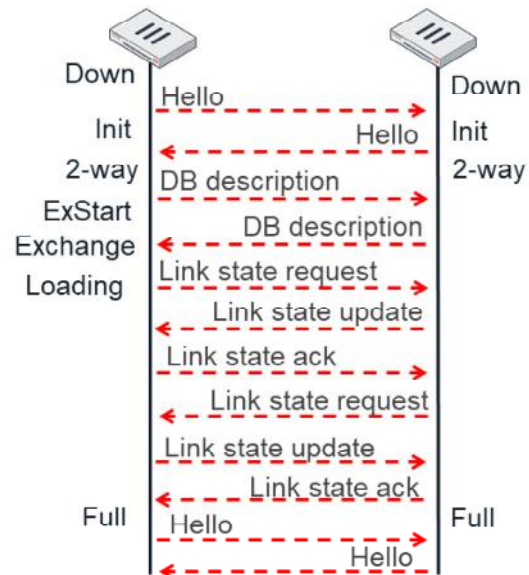 Down
Down
Hello
Init
Hello
Init
2-way
DB description
2-way
ExStart
DB description
Exchange
Loading
Link state request
Link state update
Link state ack
Link state request
Link state update
Link state ack
Full
Hello
Full
Hello